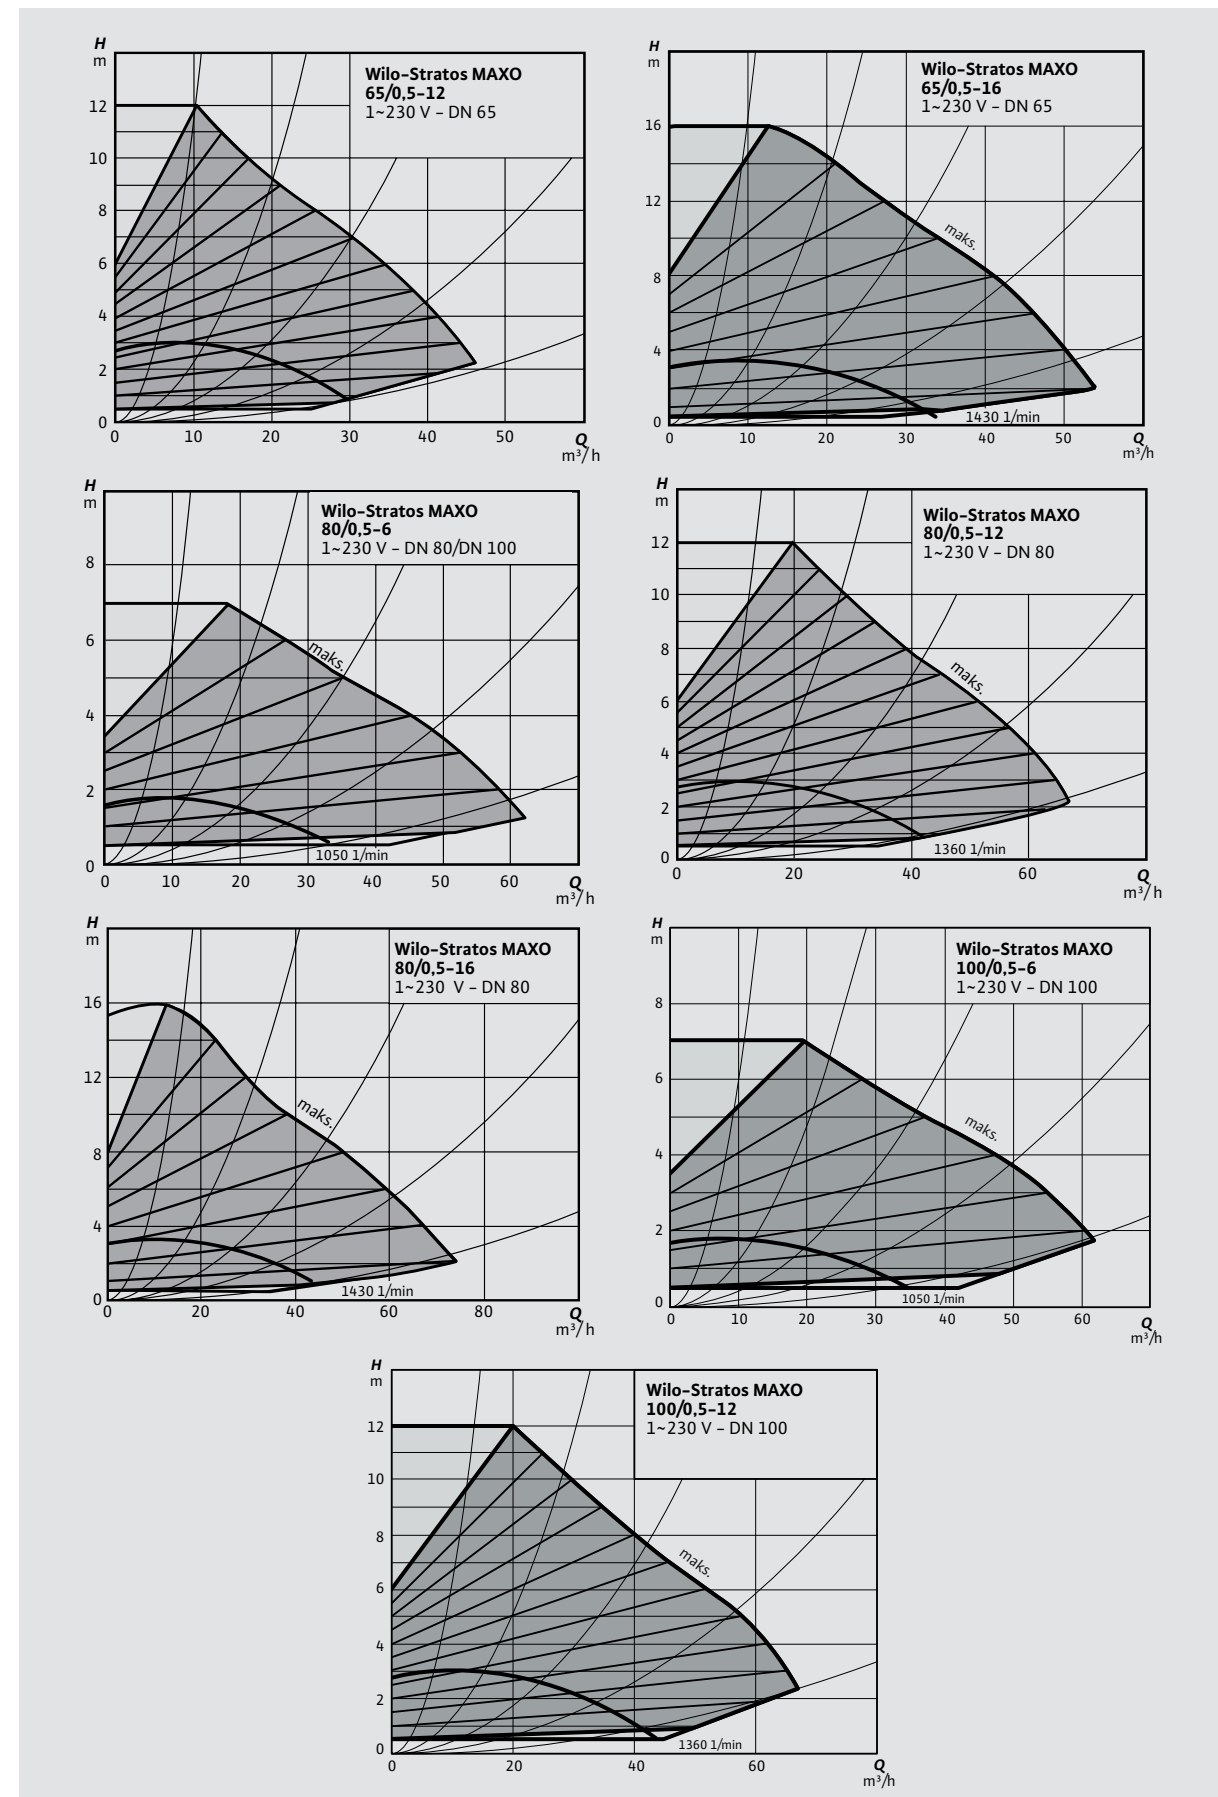 H
m
Wilo-Stratos MAXO
65/0,5-12
1~230 V - DN 65
12
10
8
6
4
2
0
0 10 20 30 40 50 Q
m³/h
H
m
Wilo-Stratos MAXO
65/0,5-16
1~230 V - DN 65
16
12
maks.
8
4
1430 1/min
0
0 10 20 30 40 50 Q
m³/h
H
m
Wilo-Stratos MAXO
80/0,5-6
1~230 V - DN 80/DN 100
8
6
maks.
4
2
1050 1/min
0
0 10 20 30 40 50 60 Q
m³/h
H
m
Wilo-Stratos MAXO
80/0,5-12
1~230 V - DN 80
12
10
8
maks.
6
4
2
1360 1/min
0
0 20 40 60 Q
m³/h
H
m
Wilo-Stratos MAXO
80/0,5-16
1~230 V - DN 80
16
12
maks.
8
4
1430 1/min
0
0 20 40 60 80 Q
m³/h
H
m
Wilo-Stratos MAXO
100/0,5-6
1~230 V - DN 100
8
6
maks.
4
2
1050 1/min
0
0 10 20 30 40 50 60 Q
m³/h
H
m
Wilo-Stratos MAXO
100/0,5-12
1~230 V - DN 100
12
10
8
maks.
6
4
2
1360 1/min
0
0 20 40 60 Q
m³/h